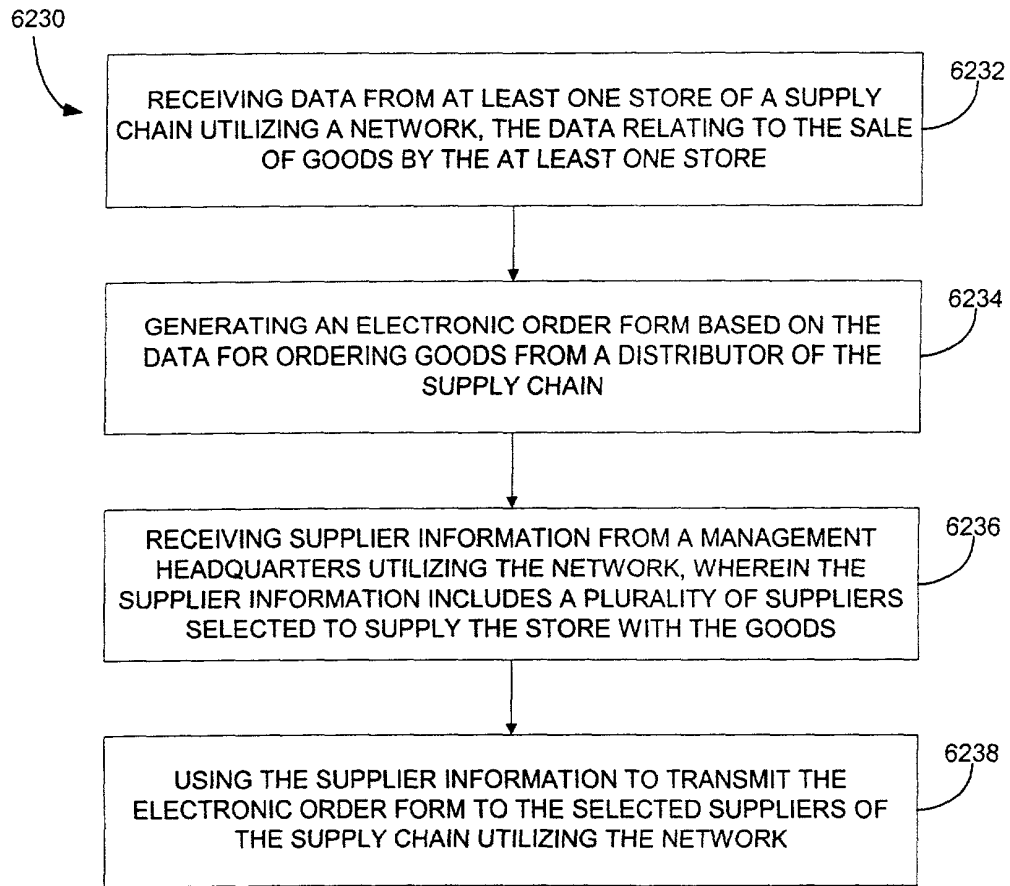 6230
6232
RECEIVING DATA FROM AT LEAST ONE STORE OF A SUPPLY
CHAIN UTILIZING A NETWORK, THE DATA RELATING TO THE SALE
OF GOODS BY THE AT LEAST ONE STORE
6234
GENERATING AN ELECTRONIC ORDER FORM BASED ON THE
DATA FOR ORDERING GOODS FROM A DISTRIBUTOR OF THE
SUPPLY CHAIN
6236
RECEIVING SUPPLIER INFORMATION FROM A MANAGEMENT
HEADQUARTERS UTILIZING THE NETWORK, WHEREIN THE
SUPPLIER INFORMATION INCLUDES A PLURALITY OF SUPPLIERS
SELECTED TO SUPPLY THE STORE WITH THE GOODS
6238
USING THE SUPPLIER INFORMATION TO TRANSMIT THE
ELECTRONIC ORDER FORM TO THE SELECTED SUPPLIERS OF
THE SUPPLY CHAIN UTILIZING THE NETWORK